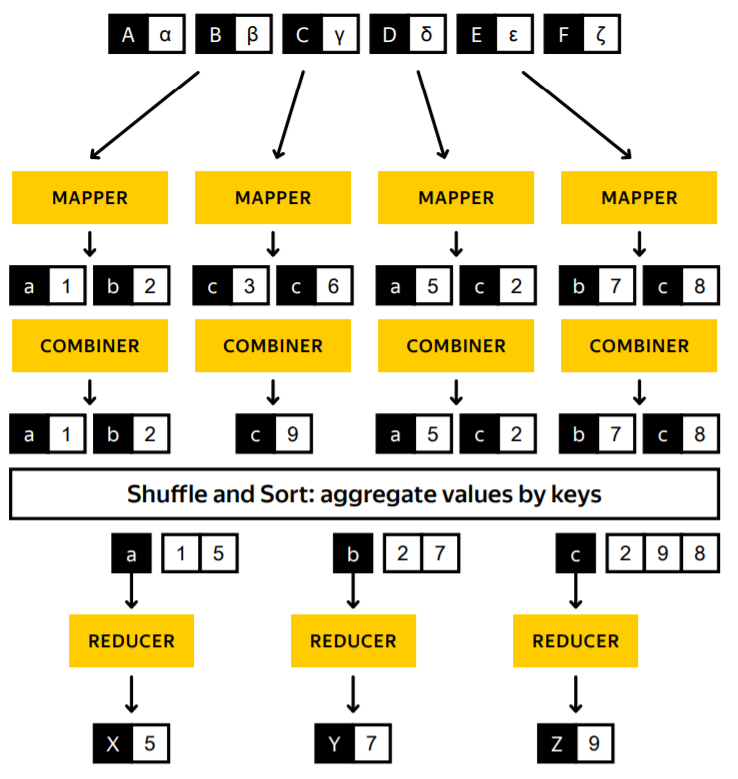 A α B β C γ D δ E ε F ζ
MAPPER MAPPER MAPPER MAPPER
a 1 b 2 c 3 c 6 a 5 c 2 b 7 c 8
COMBINER COMBINER COMBINER COMBINER
a 1 b 2 c 9 a 5 c 2 b 7 c 8
Shuffle and Sort: aggregate values by keys
a 1 5 b 2 7 c 2 9 8
REDUCER REDUCER REDUCER
X 5 Y 7 Z 9